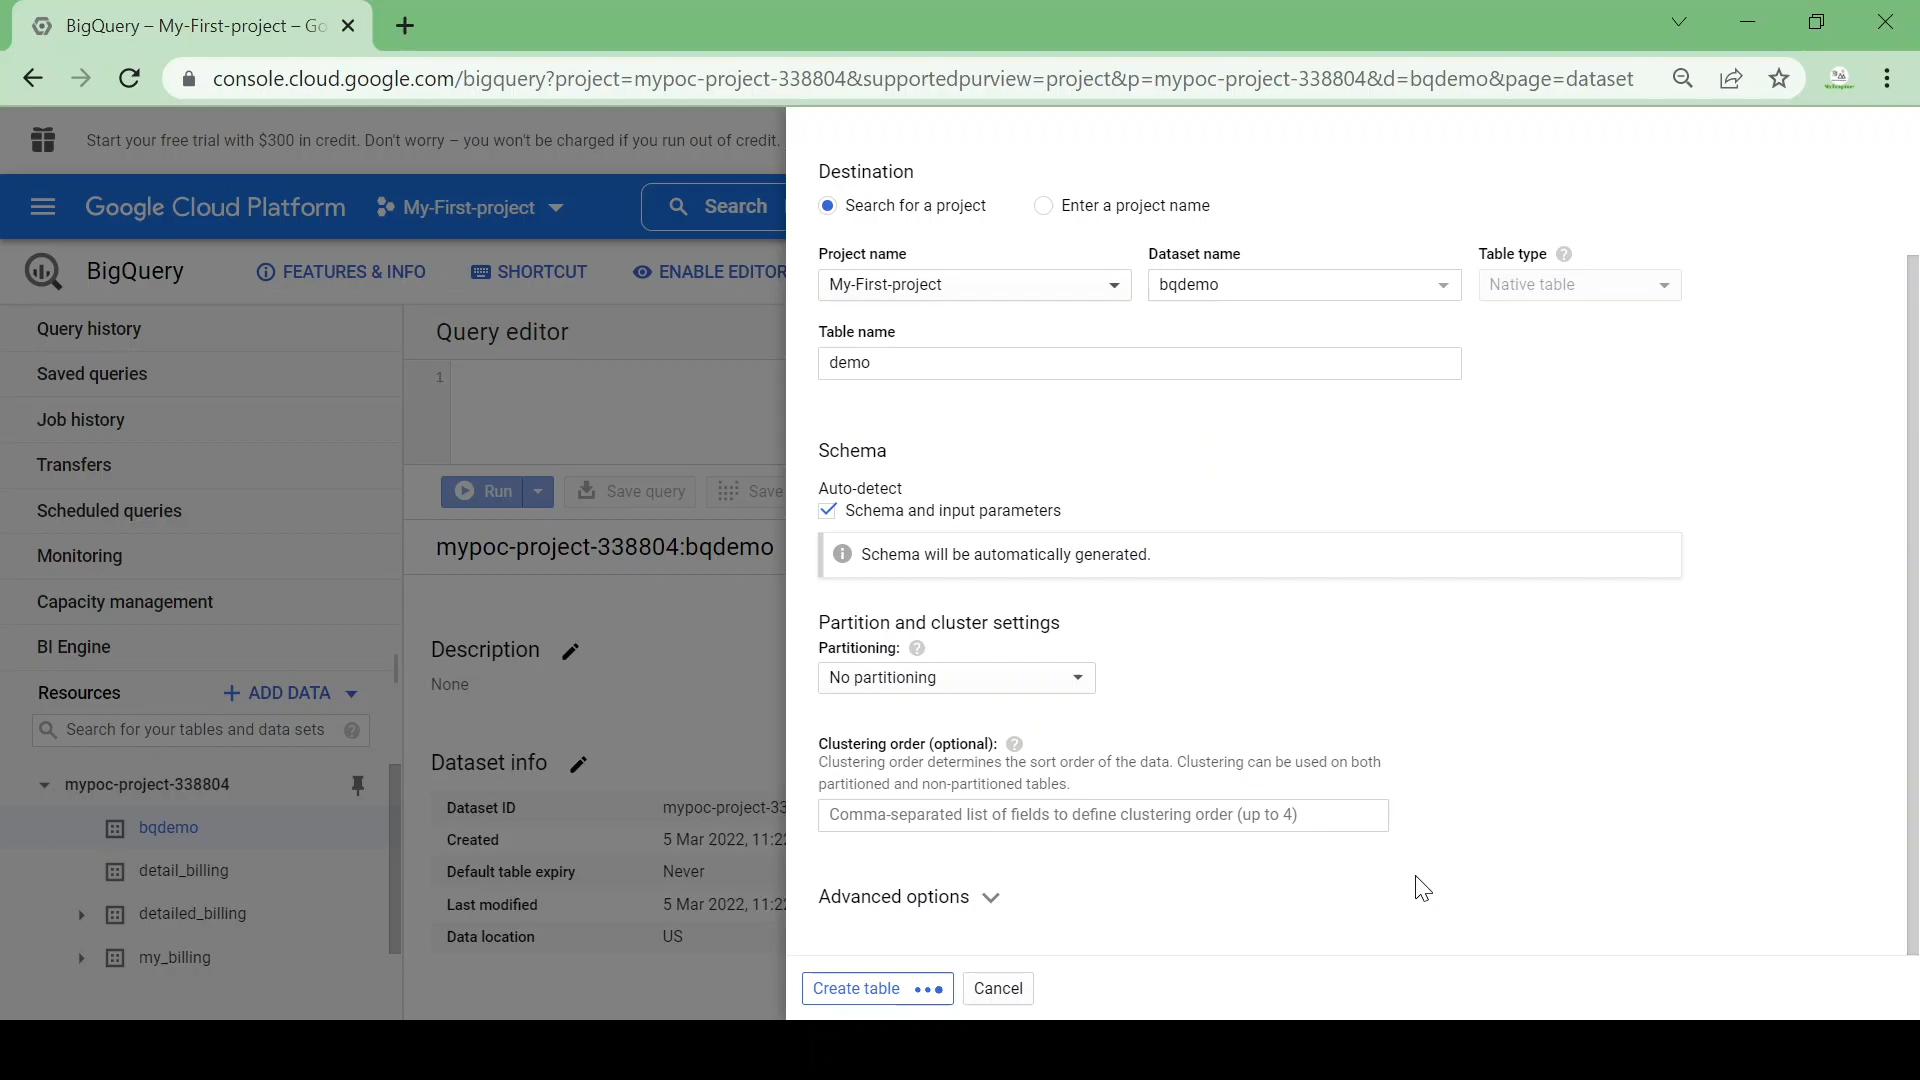 BigQuery – My-First-project – Go
console.cloud.google.com/bigquery?project=mypoc-project-338804&supportedpurview=project&p=mypoc-project-338804&d=bqdemo&page=dataset
Start your free trial with $300 in credit. Don't worry – you won't be charged if you run out of credit.
Google Cloud Platform
My-First-project
Search
BigQuery
FEATURES & INFO
SHORTCUT
ENABLE EDITOR
Query history
Saved queries
Job history
Transfers
Scheduled queries
Monitoring
Capacity management
BI Engine
Resources
ADD DATA
Search for your tables and data sets
mypoc-project-338804
bqdemo
detail_billing
detailed_billing
my_billing
Query editor
1
Run
Save query
Save
mypoc-project-338804:bqdemo
Description
None
Dataset info
Dataset ID mypoc-project-33
Created 5 Mar 2022, 11:22
Default table expiry Never
Last modified 5 Mar 2022, 11:22
Data location US
Destination
Search for a project
Enter a project name
Project name
My-First-project
Dataset name
bqdemo
Table type
Native table
Table name
demo
Schema
Auto-detect
Schema and input parameters
Schema will be automatically generated.
Partition and cluster settings
Partitioning:
No partitioning
Clustering order (optional):
Clustering order determines the sort order of the data. Clustering can be used on both
partitioned and non-partitioned tables.
Comma-separated list of fields to define clustering order (up to 4)
Advanced options
Create table
Cancel